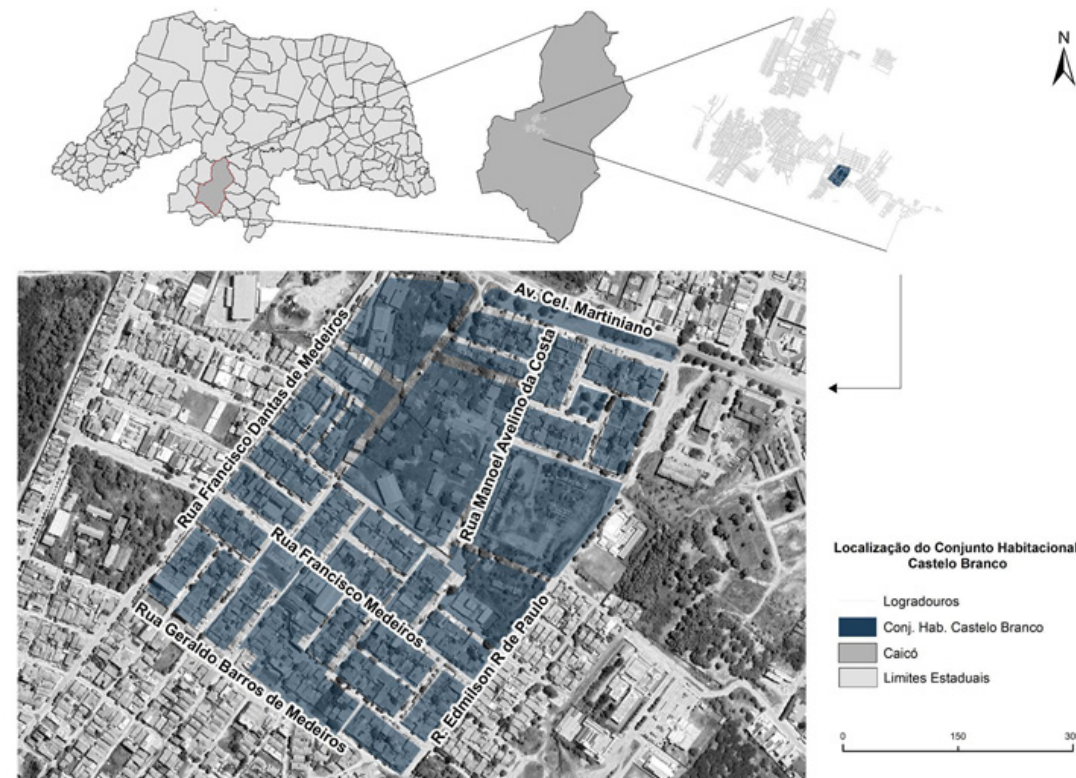 N
Av. Cel. Martiniano
Rua Francisco Dantas de Medeiros
Rua Manoel Avelino da Costa
Rua Francisco Medeiros
Rua Geraldo Barros de Medeiros
R. Edmilson R de Paulo
Localização do Conjunto Habitacional
Castelo Branco
Logradouros
Conj. Hab. Castelo Branco
Caicó
Limites Estaduais
0 150 30